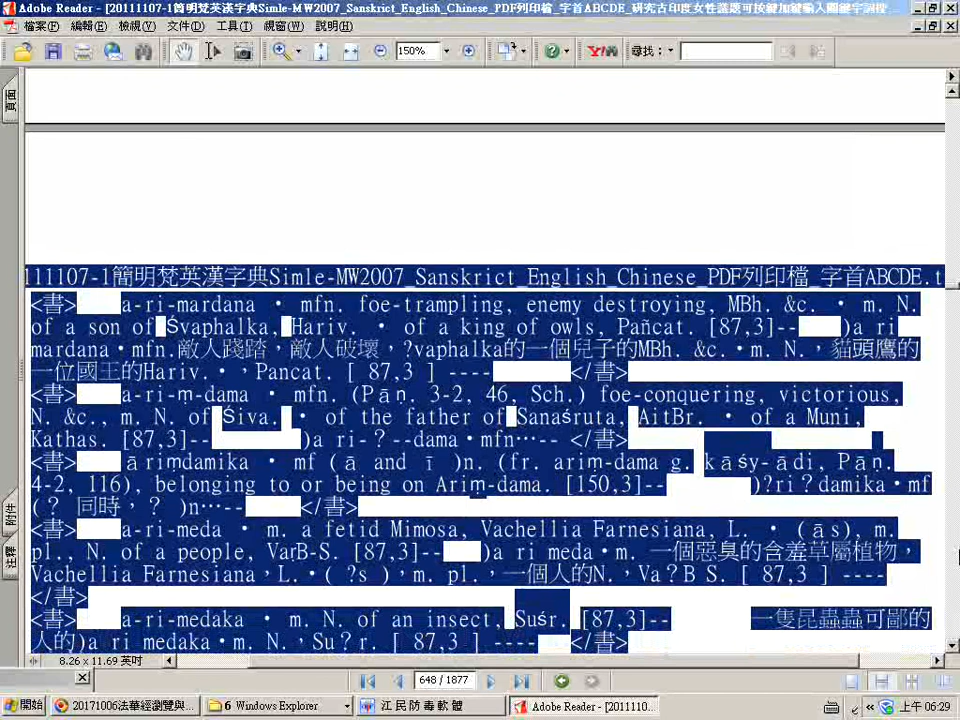 Adobe Reader - [20111107-1簡明梵英漢字典Simle-MW2007_Sanskrict_English_Chinese_PDF列印檔_字首ABCDE_研究古印度女性議題可按鍵輸入關鍵字詞搜
檔案(F) 編輯(E) 檢視(V) 文件(D) 工具(T) 視窗(W) 說明(H)
150% 尋找:
頁面
111107-1簡明梵英漢字典Simle-MW2007_Sanskrict_English_Chinese_PDF列印檔_字首ABCDE.t
<書> a-ri-mardana · mfn. foe-trampling, enemy destroying, MBh. &c. · m. N.
of a son of Śvaphalka, Hariv. · of a king of owls, Pañcat. [87,3]-- )a ri
mardana·mfn.敵人踐踏，敵人破壞，?vaphalka的一個兒子的MBh. &c.·m. N.，貓頭鷹的
一位國王的Hariv.·，Pancat. [ 87,3 ] ---- </書>
<書> a-ri-ṃ-dama · mfn. (Pāṇ. 3-2, 46, Sch.) foe-conquering, victorious,
N. &c., m. N. of Śiva. · of the father of Sanaśruta, AitBr. · of a Muni,
Kathas. [87,3]-- )a ri-？--dama·mfn…-- </書>
<書> āriṃdamika · mf (ā and ī )n. (fr. ariṃ-dama g. kāśy-ādi, Pāṇ.
4-2, 116), belonging to or being on Ariṃ-dama. [150,3]-- )?ri？damika·mf
(？ 同時，？ )n…-- </書>
<書> a-ri-meda · m. a fetid Mimosa, Vachellia Farnesiana, L. · (ās), m.
pl., N. of a people, VarB-S. [87,3]-- )a ri meda·m. 一個惡臭的含羞草屬植物，
Vachellia Farnesiana，L.·( ?s )，m. pl.，一個人的N.，Va？B S. [ 87,3 ] ----
</書>
<書> a-ri-medaka · m. N. of an insect, Suśr. [87,3]-- 一隻昆蟲蟲可鄙的
人的)a ri medaka·m. N.，Su？r. [ 87,3 ] ----- </書>
附件
註釋
8.26 x 11.69 英吋
648 / 1877
開始 20171006法華經瀏覽與... 6 Windows Explorer 江民防毒軟體 Adobe Reader - [2011110... 上午 06:29